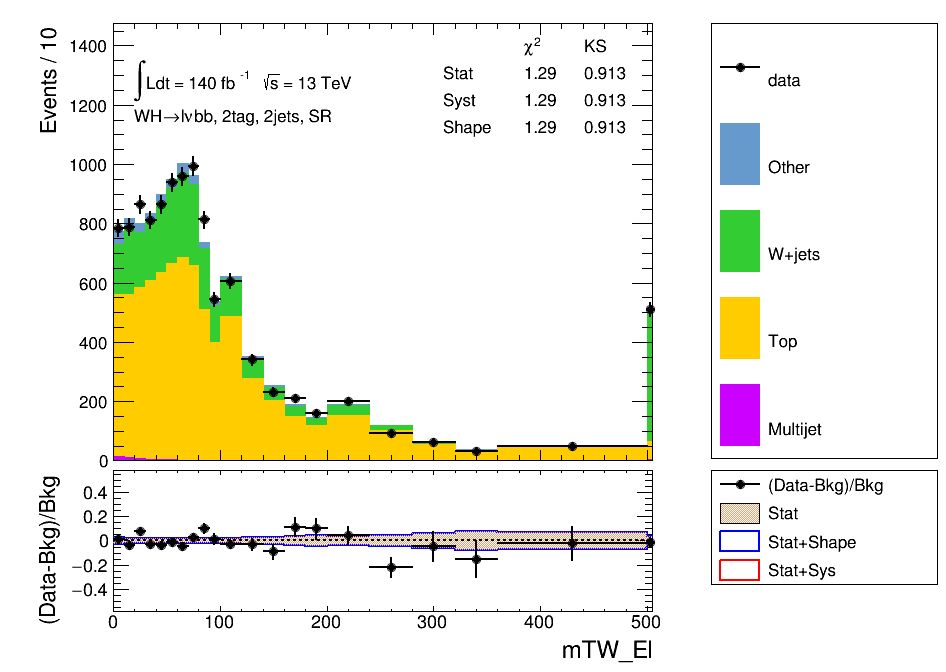 Events / 10
1400
1200
1000
800
600
400
200
0
∫Ldt = 140 fb⁻¹ √s = 13 TeV
WH→lνbb, 2tag, 2jets, SR
χ² KS
Stat 1.29 0.913
Syst 1.29 0.913
Shape 1.29 0.913
data
Other
W+jets
Top
Multijet
(Data-Bkg)/Bkg
0.4
0.2
0
−0.2
−0.4
0 100 200 300 400 500
mTW_El
(Data-Bkg)/Bkg
Stat
Stat+Shape
Stat+Sys